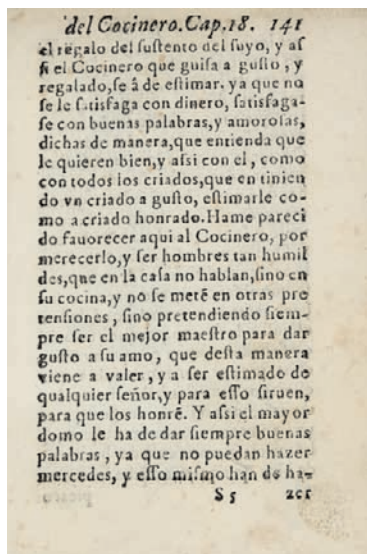 del Cocinero. Cap. 18. 141
el regalo del ſuſtento del ſuyo, y aſ
ſi el Cocinero que guiſa a guſto, y
regalado, ſe á de eſtimar. ya que no
ſe le ſatisfaga con dinero, ſatisfaga-
ſe con buenas palabras, y amoroſas,
dichas de manera, que entienda que
le quieren bien, y aſsi con el, como
con todos los criados, que en tinien
do vn criado a guſto, eſtimarle co-
mo a criado honrado. Hame pareci
do fauorecer aqui al Cocinero, por
merecerlo, y ſer hombres tan humil
des, que en la caſa no hablan, ſino en
ſu cocina, y no ſe metē en otras pre
tenſiones, ſino pretendiendo ſiem-
pre ſer el mejor maeſtro para dar
guſto a ſu amo, que deſta manera
viene a valer, y a ſer eſtimado de
qualquier ſeñor, y para eſſo ſiruen,
para que los honrē. Y aſsi el mayor
domo le ha de dar ſiempre buenas
palabras, ya que no puedan hazer
mercedes, y eſſo miſmo han de ha-
S 5 zer